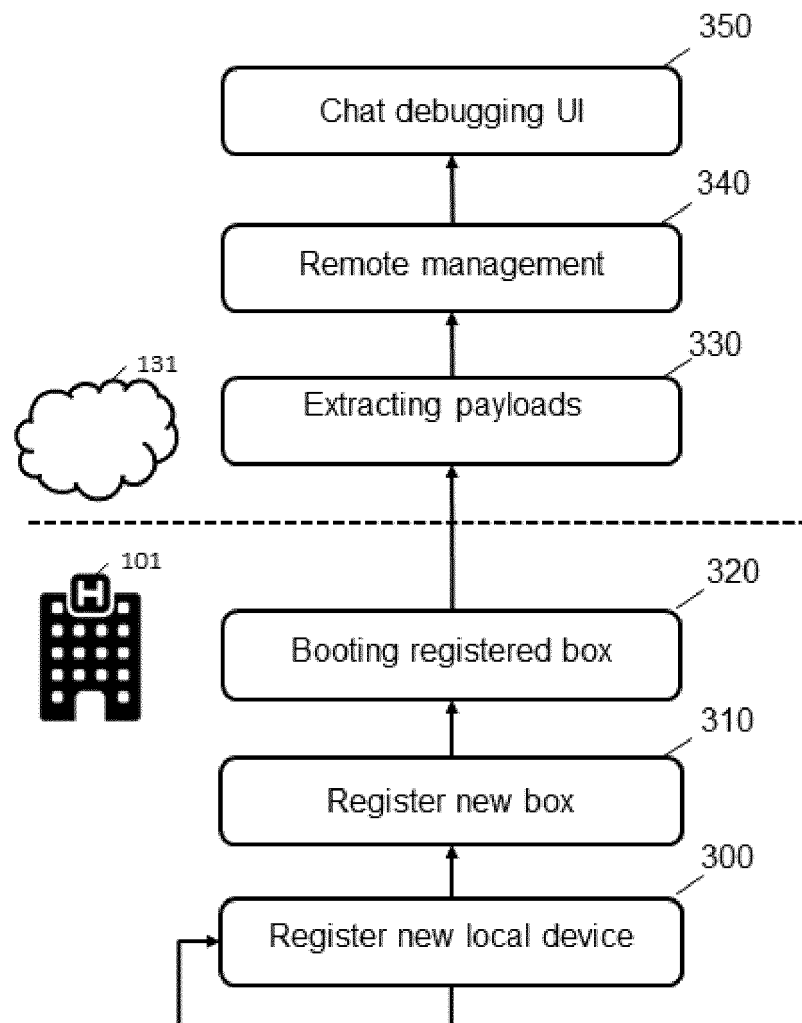 350
Chat debugging UI
340
Remote management
330
131
Extracting payloads
101
H
320
Booting registered box
310
Register new box
300
Register new local device